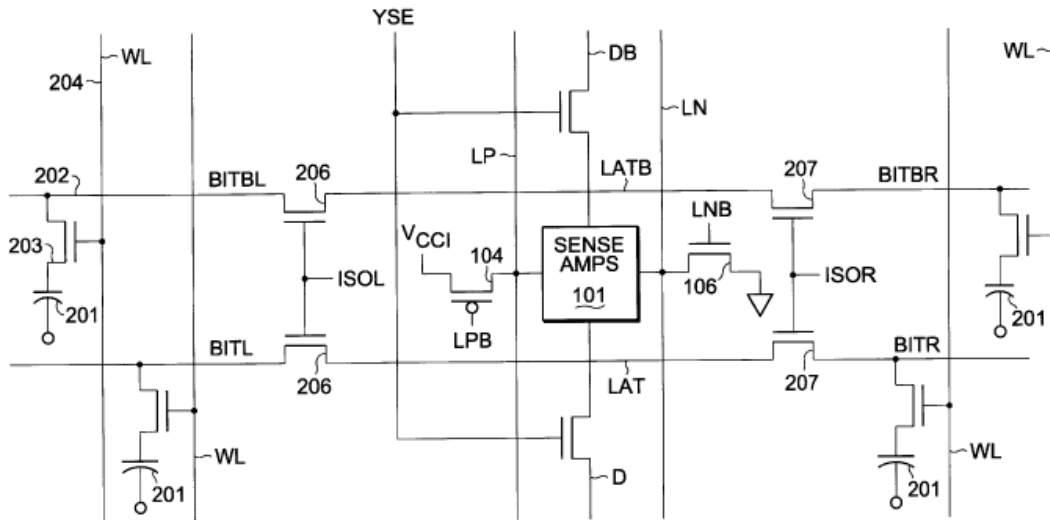 YSE
WL
204
DB
WL
LN
LP
202
BITBL
206
LATB
207
BITBR
203
VCCI
104
SENSE
AMPS
101
LNB
106
ISOL
ISOR
201
LPB
201
BITL
206
LAT
207
BITR
WL
201
D
201
WL